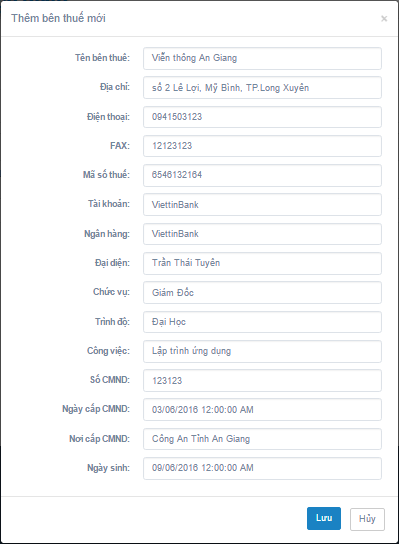 Thêm bên thuê mới
×
Tên bên thuê: Viễn thông An Giang
Địa chỉ: số 2 Lê Lợi, Mỹ Bình, TP.Long Xuyên
Điện thoại: 0941503123
FAX: 12123123
Mã số thuế: 6546132164
Tài khoản: ViettinBank
Ngân hàng: ViettinBank
Đại diện: Trần Thái Tuyên
Chức vụ: Giám Đốc
Trình độ: Đại Học
Công việc: Lập trình ứng dụng
Số CMND: 123123
Ngày cấp CMND: 03/06/2016 12:00:00 AM
Nơi cấp CMND: Công An Tỉnh An Giang
Ngày sinh: 09/06/2016 12:00:00 AM
Lưu Hủy